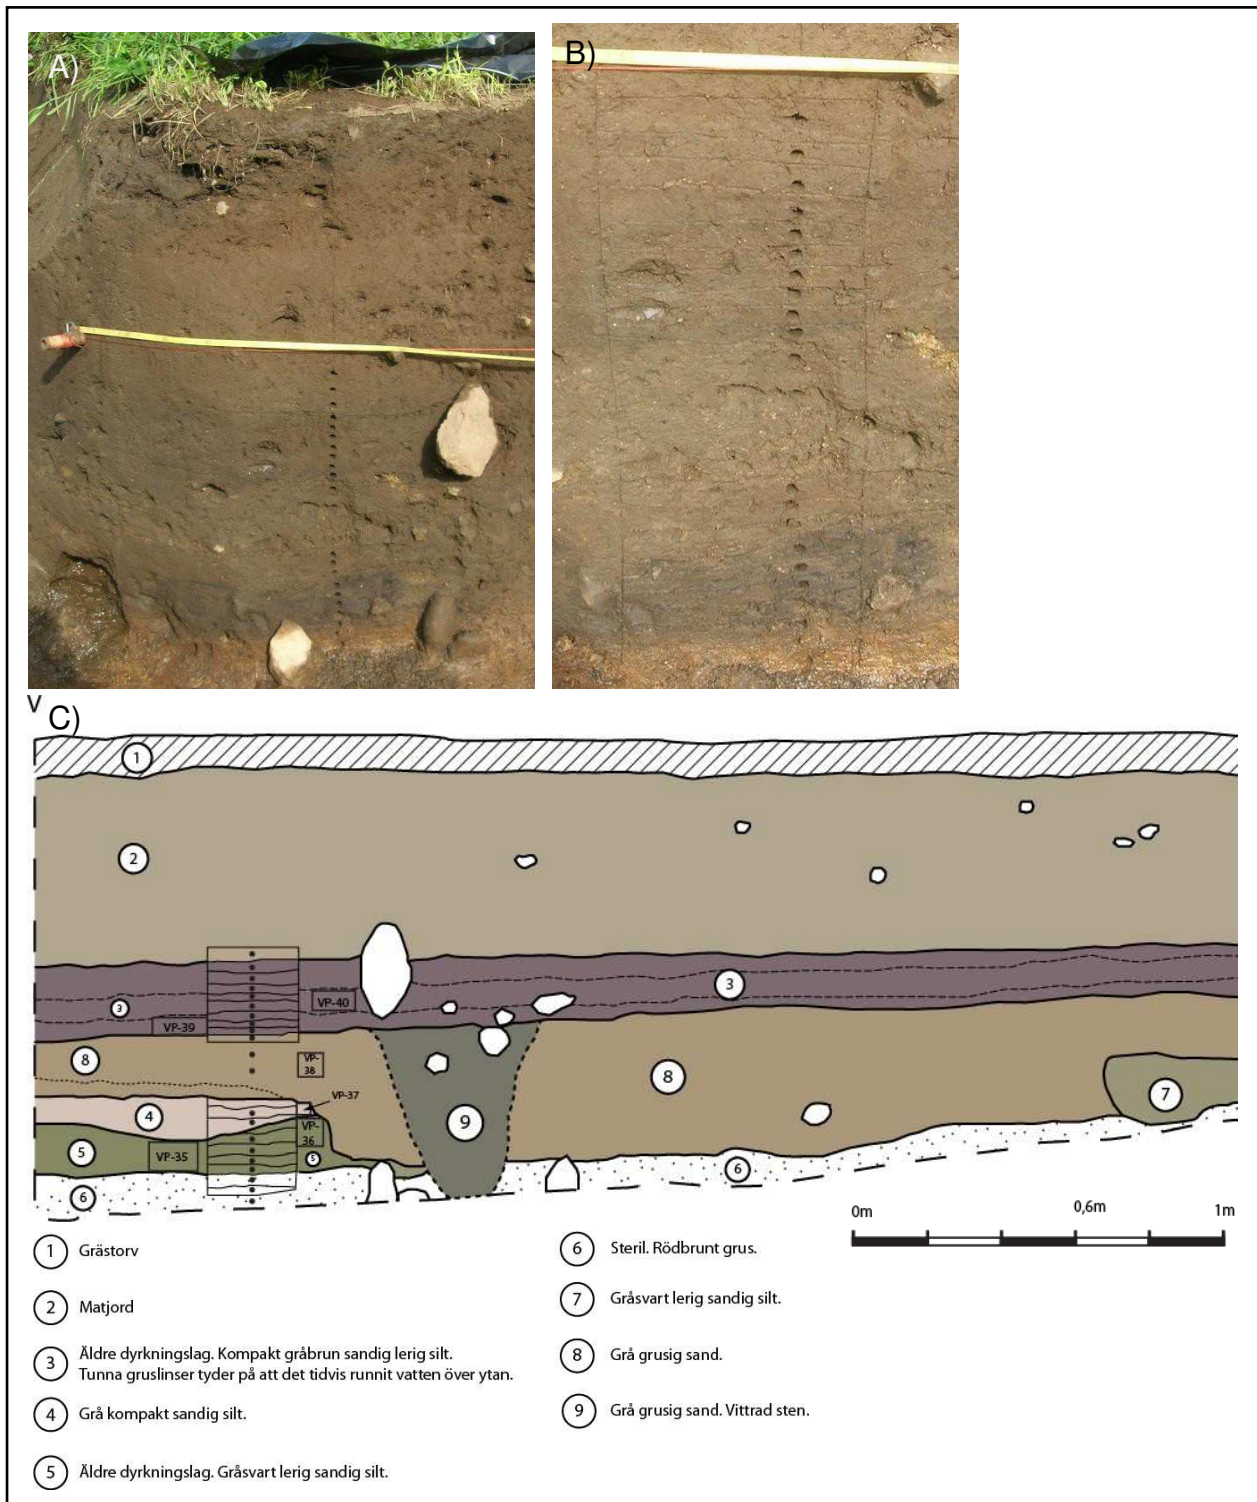 A)
B)
V
C)
1
2
3
3
VP-40
VP-39
8
VP-
38
8
VP-37
4
VP-
36
9
7
5
VP-35
5
6
6
0m
0,6m
1m
1 Grästorv
2 Matjord
3 Äldre dyrkningslag. Kompakt gråbrun sandig lerig silt.
Tunna gruslinser tyder på att det tidvis runnit vatten över ytan.
4 Grå kompakt sandig silt.
5 Äldre dyrkningslag. Gråsvart lerig sandig silt.
6 Steril. Rödbrunt grus.
7 Gråsvart lerig sandig silt.
8 Grå grusig sand.
9 Grå grusig sand. Vittrad sten.